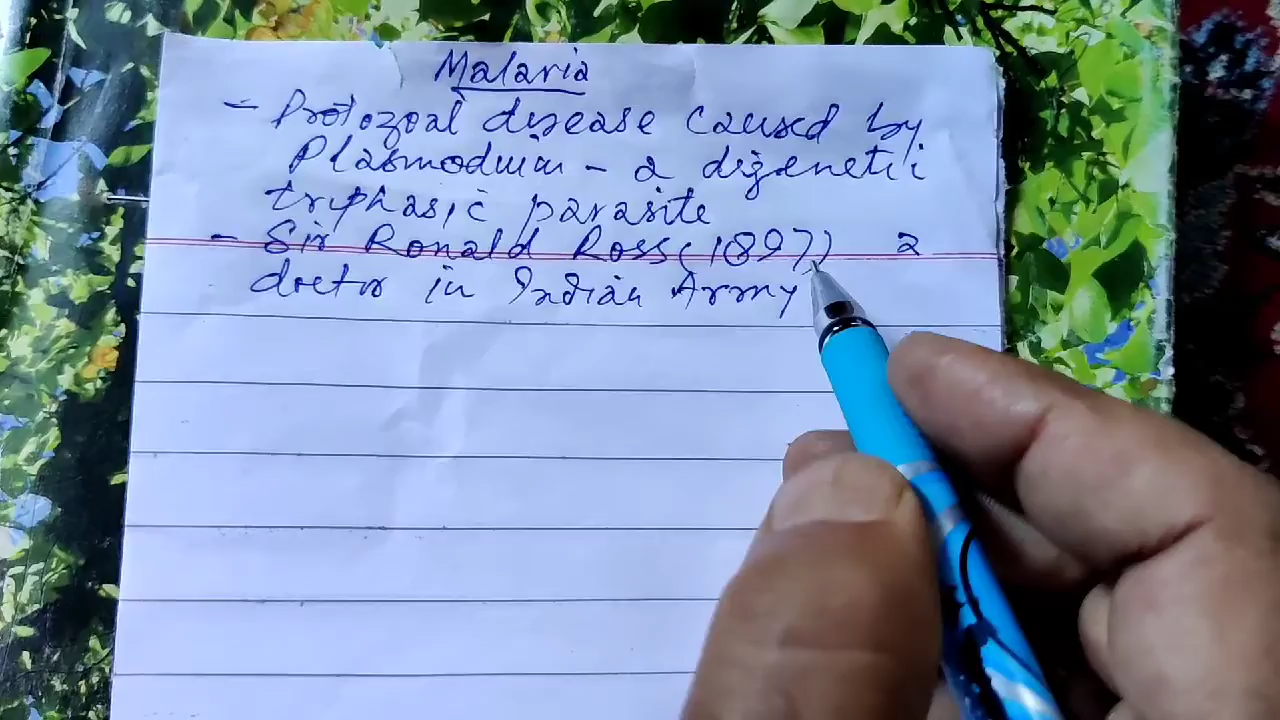 Malaria
- Protozoal disease caused by
Plasmodium - a digenetic
triphasic parasite
- Sir Ronald Ross (1897) a
doctor in Indian Army